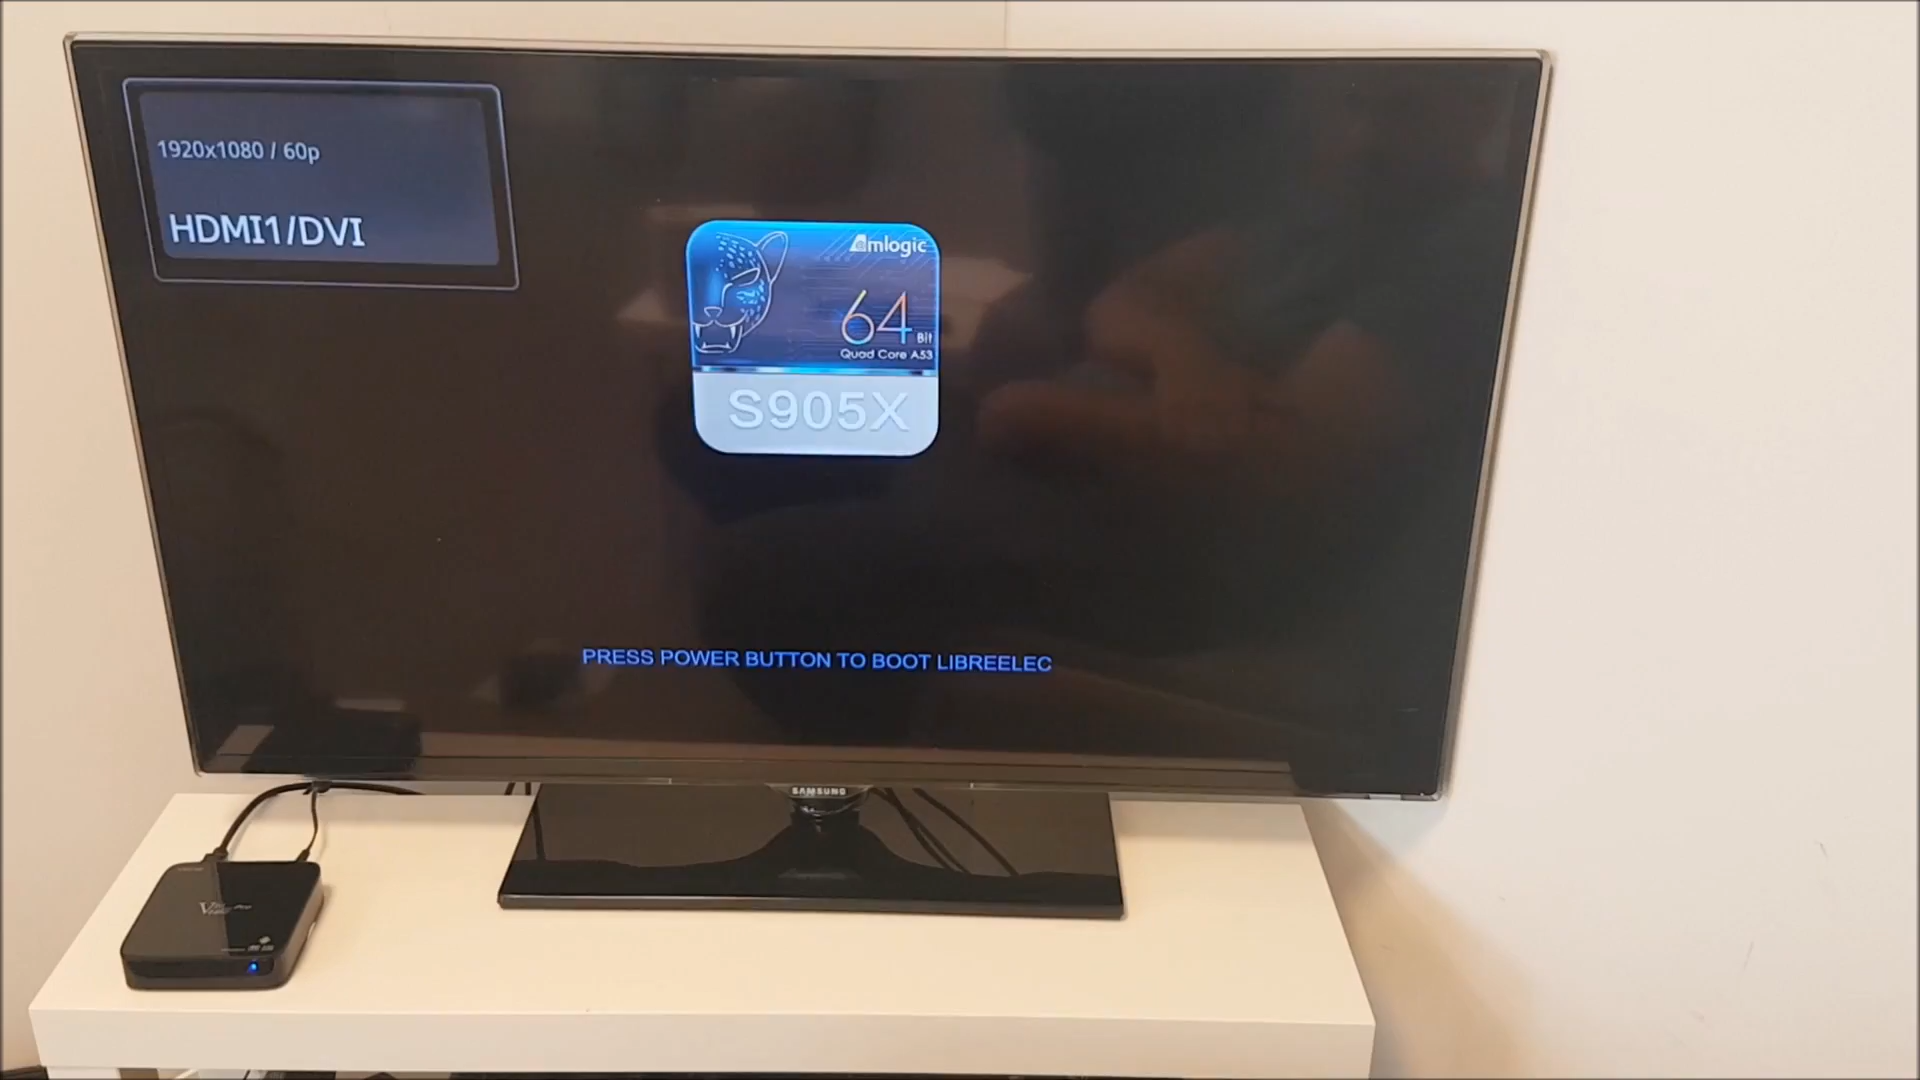 1920x1080 / 60p
HDMI1/DVI
amlogic
64 Bit
Quad Core A53
S905X
PRESS POWER BUTTON TO BOOT LIBREELEC
SAMSUNG